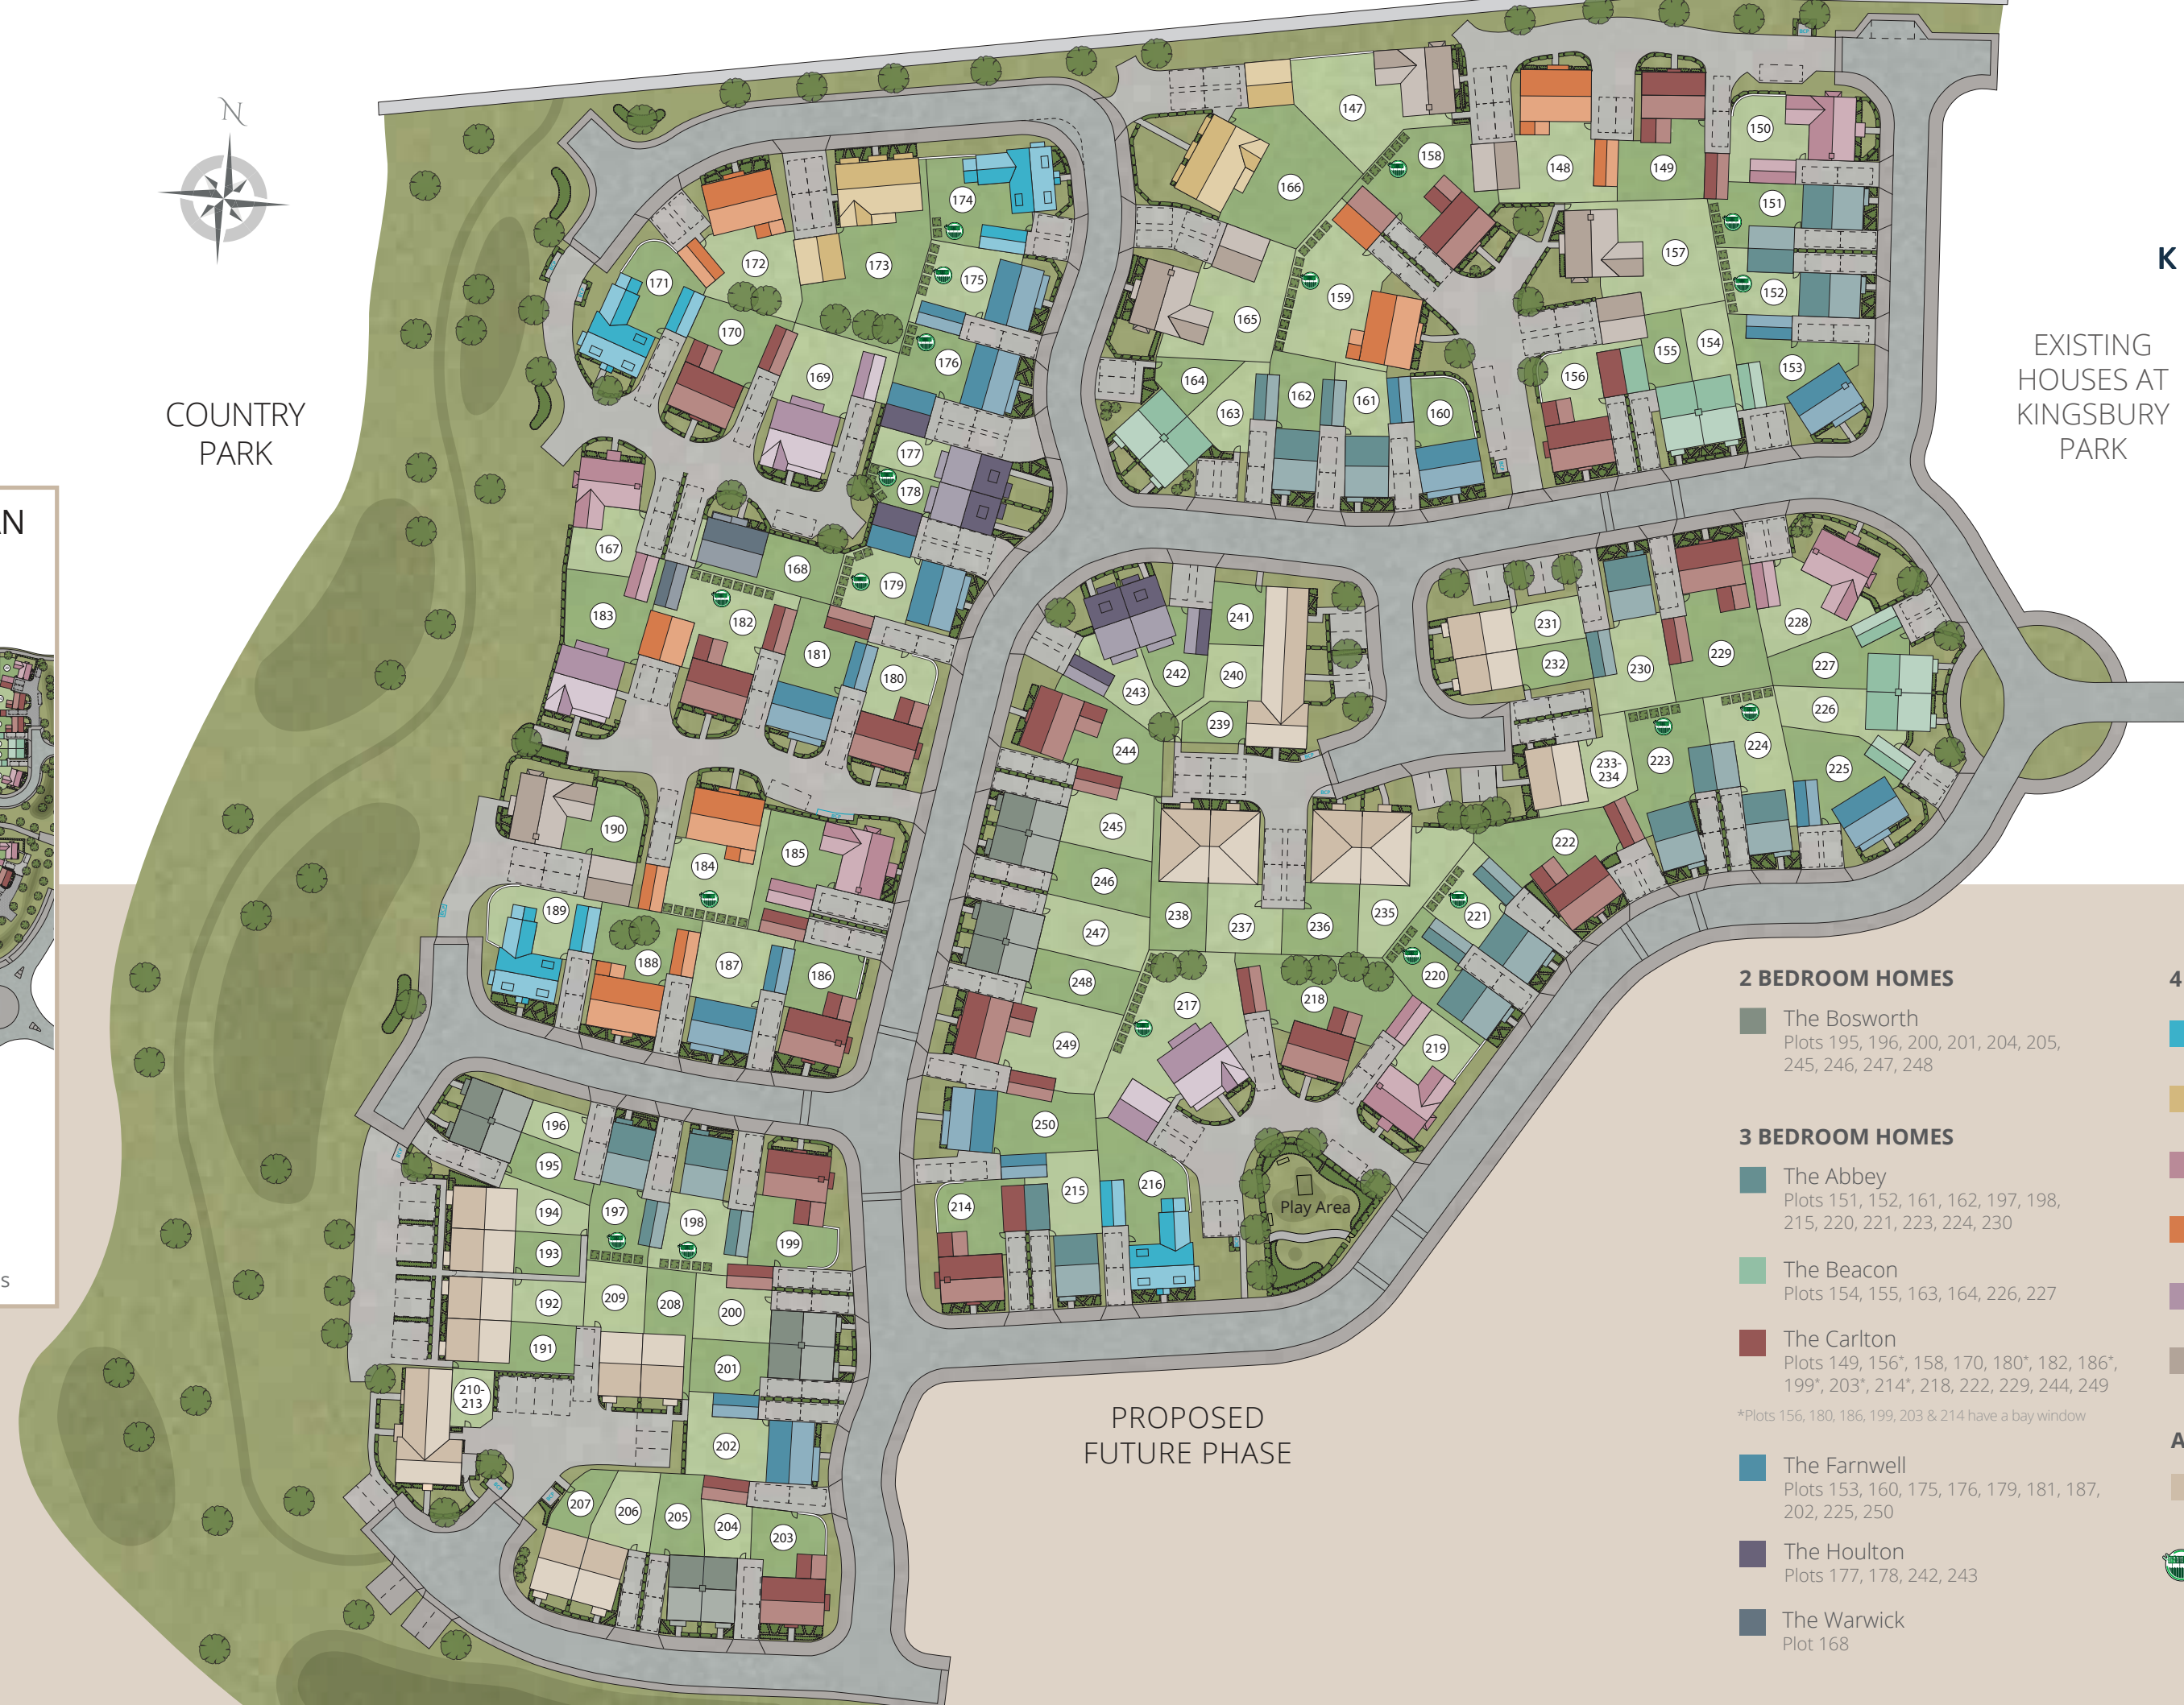 N
K
COUNTRY
PARK
EXISTING
HOUSES AT
KINGSBURY
PARK
AN
s
147
148
149
150
151
152
153
154
155
156
157
158
159
160
161
162
163
164
165
166
167
168
169
170
171
172
173
174
175
176
177
178
179
180
181
182
183
184
185
186
187
188
189
190
191
192
193
194
195
196
197
198
199
200
201
202
203
204
205
206
207
208
209
210-
213
214
215
216
217
218
219
220
221
222
223
224
225
226
227
228
229
230
231
232
233-
234
235
236
237
238
239
240
241
242
243
244
245
246
247
248
249
250
BCP
Play Area
PROPOSED
FUTURE PHASE
2 BEDROOM HOMES
The Bosworth
Plots 195, 196, 200, 201, 204, 205,
245, 246, 247, 248
3 BEDROOM HOMES
The Abbey
Plots 151, 152, 161, 162, 197, 198,
215, 220, 221, 223, 224, 230
The Beacon
Plots 154, 155, 163, 164, 226, 227
The Carlton
Plots 149, 156*, 158, 170, 180*, 182, 186*,
199*, 203*, 214*, 218, 222, 229, 244, 249
*Plots 156, 180, 186, 199, 203 & 214 have a bay window
The Farnwell
Plots 153, 160, 175, 176, 179, 181, 187,
202, 225, 250
The Houlton
Plots 177, 178, 242, 243
The Warwick
Plot 168
4
A